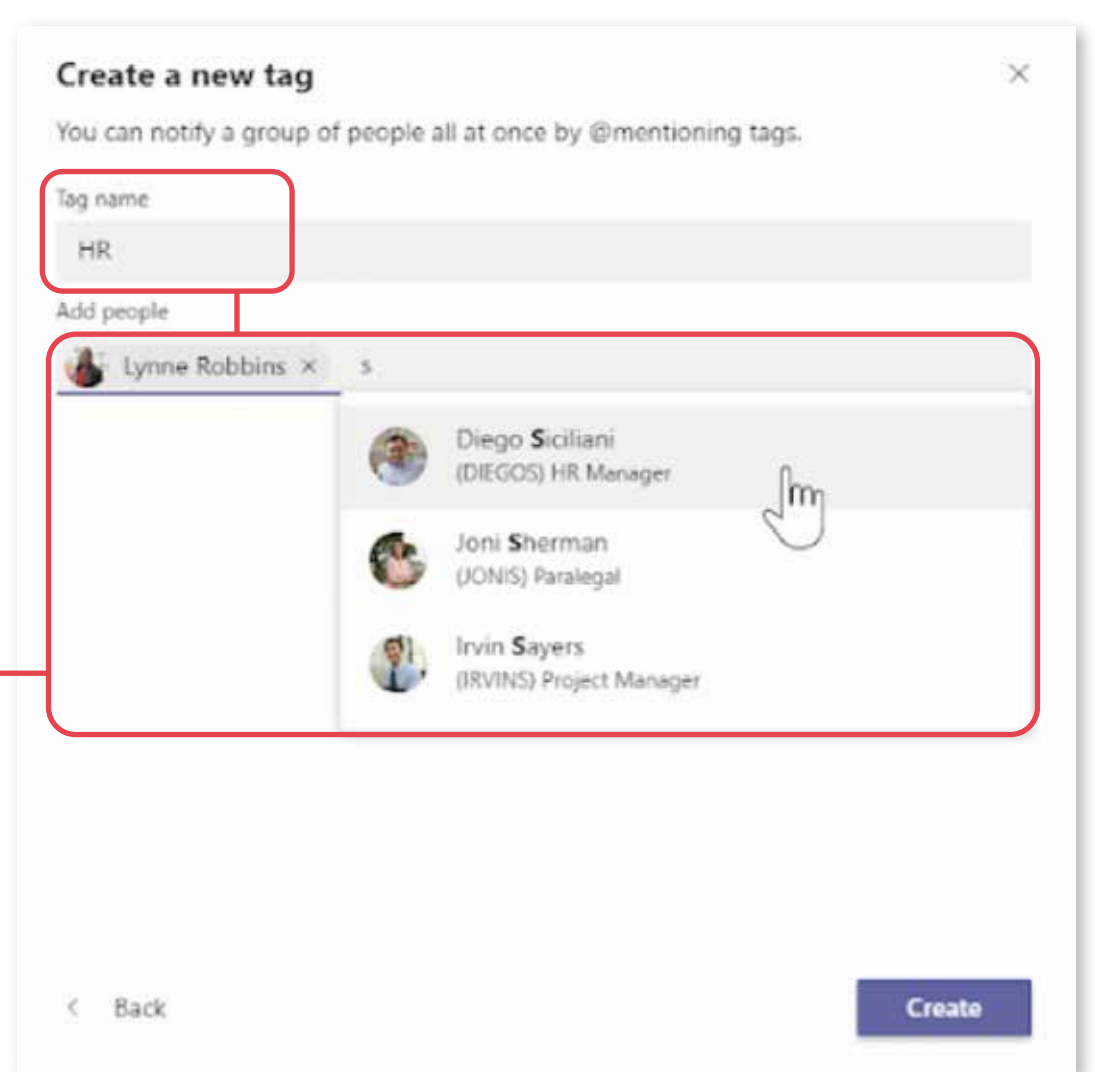 Create a new tag
You can notify a group of people all at once by @mentioning tags.
Tag name
HR
Add people
Lynne Robbins × s
Diego Siciliani
(DIEGOS) HR Manager
Joni Sherman
(JONIS) Paralegal
Irvin Sayers
(IRVINS) Project Manager
< Back
Create